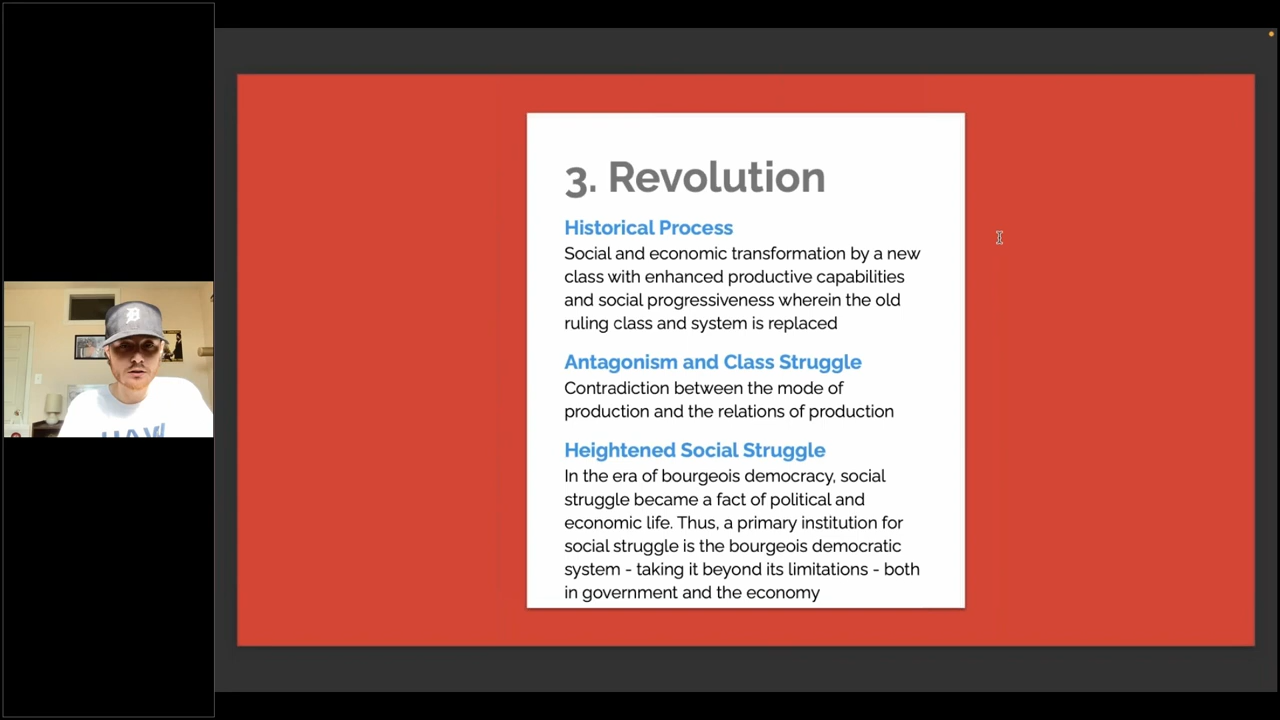 3. Revolution
Historical Process
Social and economic transformation by a new
class with enhanced productive capabilities
and social progressiveness wherein the old
ruling class and system is replaced
Antagonism and Class Struggle
Contradiction between the mode of
production and the relations of production
Heightened Social Struggle
In the era of bourgeois democracy, social
struggle became a fact of political and
economic life. Thus, a primary institution for
social struggle is the bourgeois democratic
system - taking it beyond its limitations - both
in government and the economy